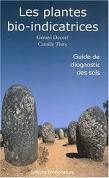 Les plantes
bio-indicatrices
Gérard Ducerf
Camille Thiry
Guide de
diagnostic
des sols